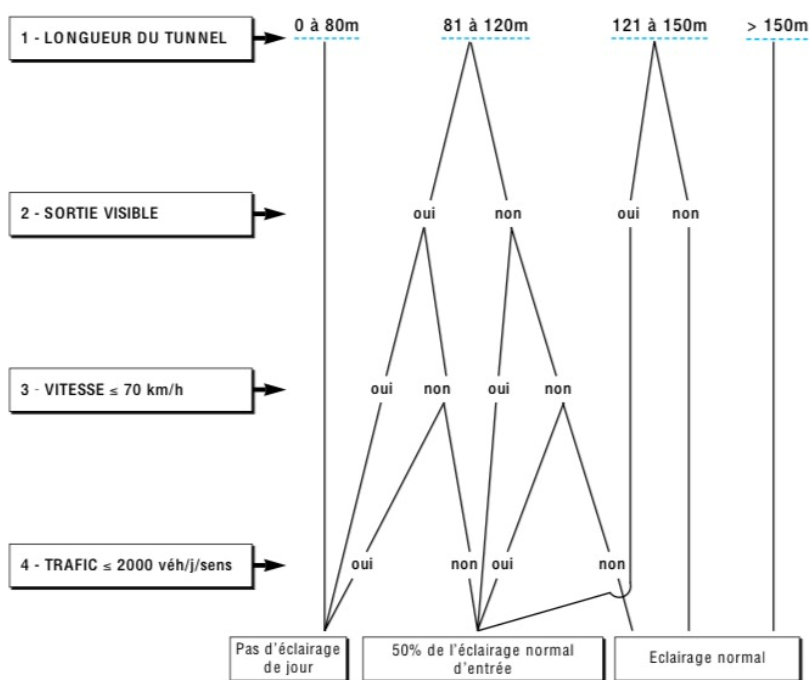 1 - LONGUEUR DU TUNNEL
0 à 80m
81 à 120m
121 à 150m
> 150m
2 - SORTIE VISIBLE
oui
non
oui
non
3 - VITESSE ≤ 70 km/h
oui
non
oui
non
4 - TRAFIC ≤ 2000 véh/j/sens
oui
non
oui
non
Pas d'éclairage
de jour
50% de l'éclairage normal
d'entrée
Eclairage normal